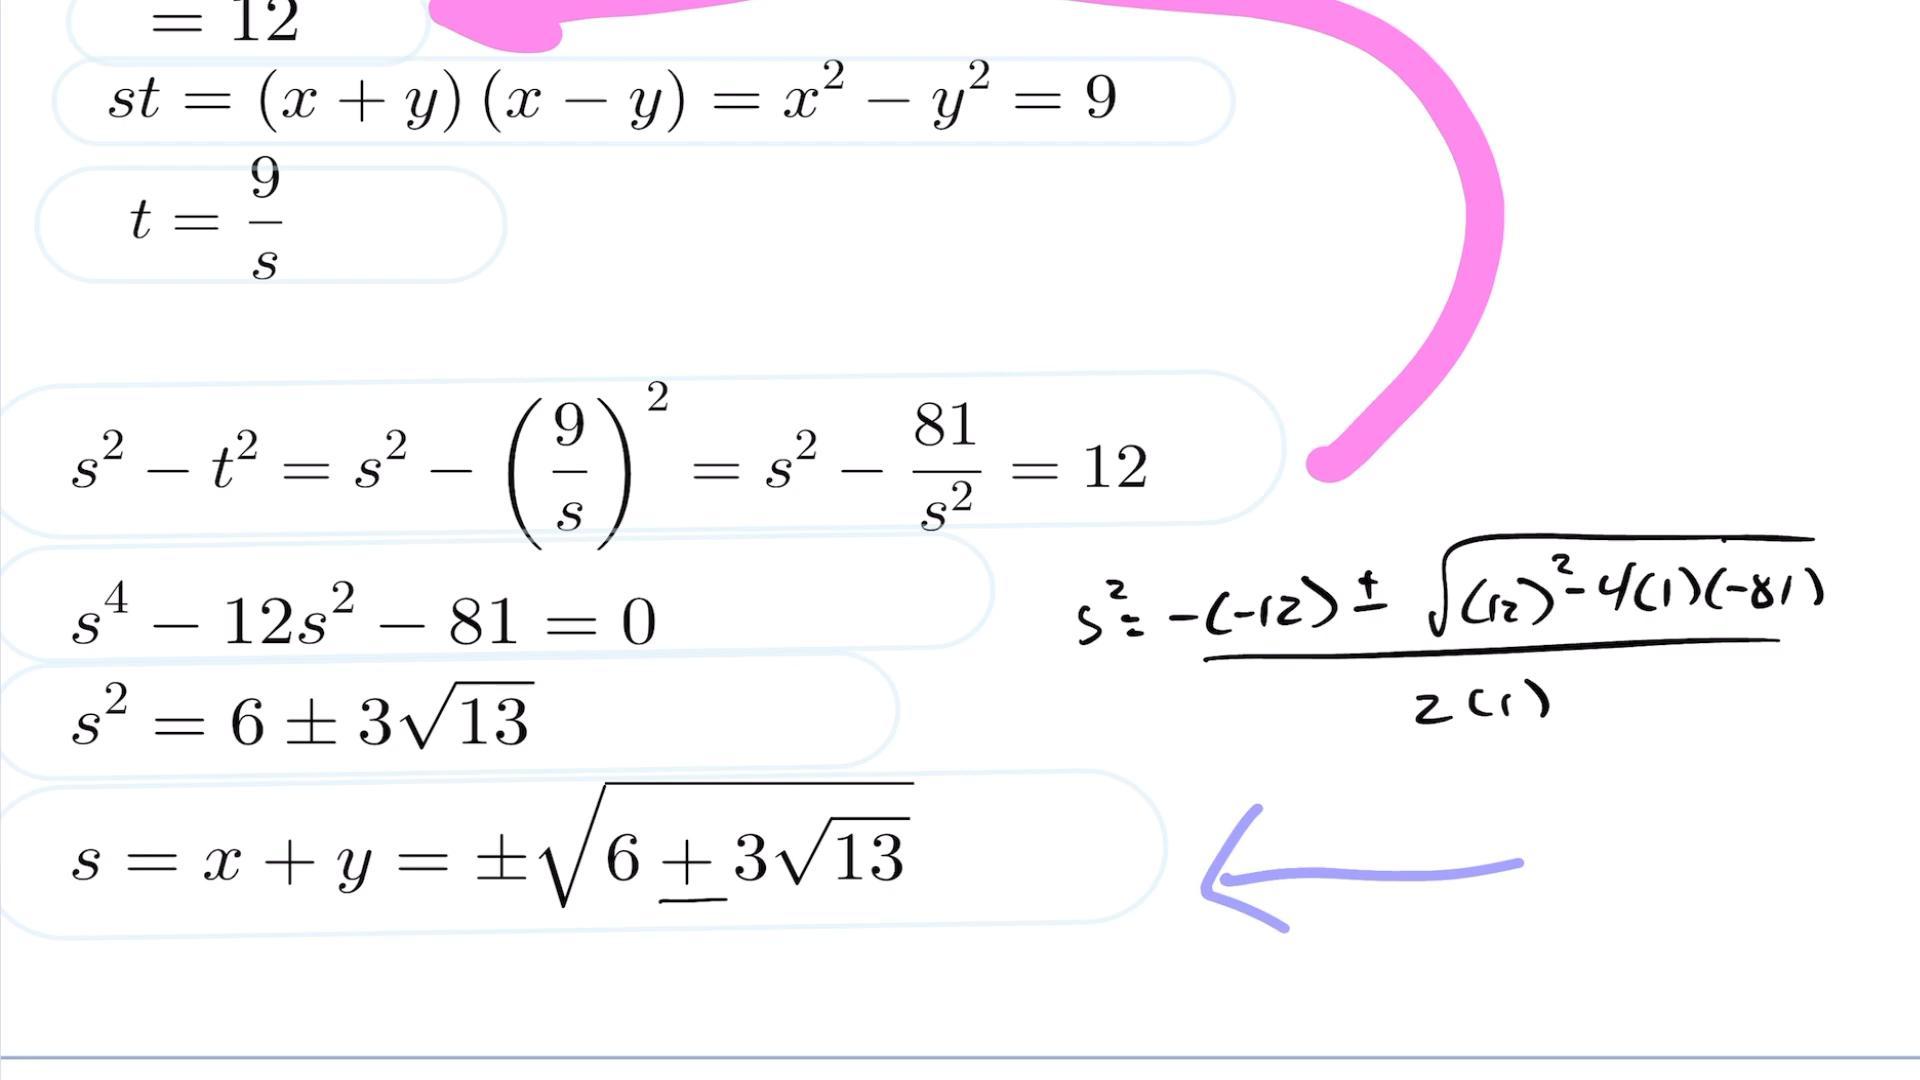 = 12
st = (x + y) (x − y) = x² − y² = 9
t = 9/s
s² − t² = s² − (9/s)² = s² − 81/s² = 12
s⁴ − 12s² − 81 = 0
s² = -(-12) ± √((12)² - 4(1)(-81)) / 2(1)
s² = 6 ± 3√13
s = x + y = ±√(6 + 3√13)